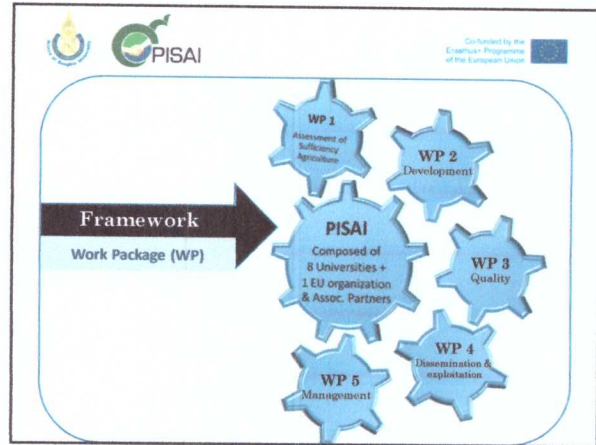 PISAI
Co-funded by the
Erasmus+ Programme
of the European Union
WP 1
Assessment of
Sufficiency
Agriculture
WP 2
Development
Framework
Work Package (WP)
PISAI
Composed of
8 Universities +
1 EU organization
& Assoc. Partners
WP 3
Quality
WP 4
Dissemination &
exploitation
WP 5
Management